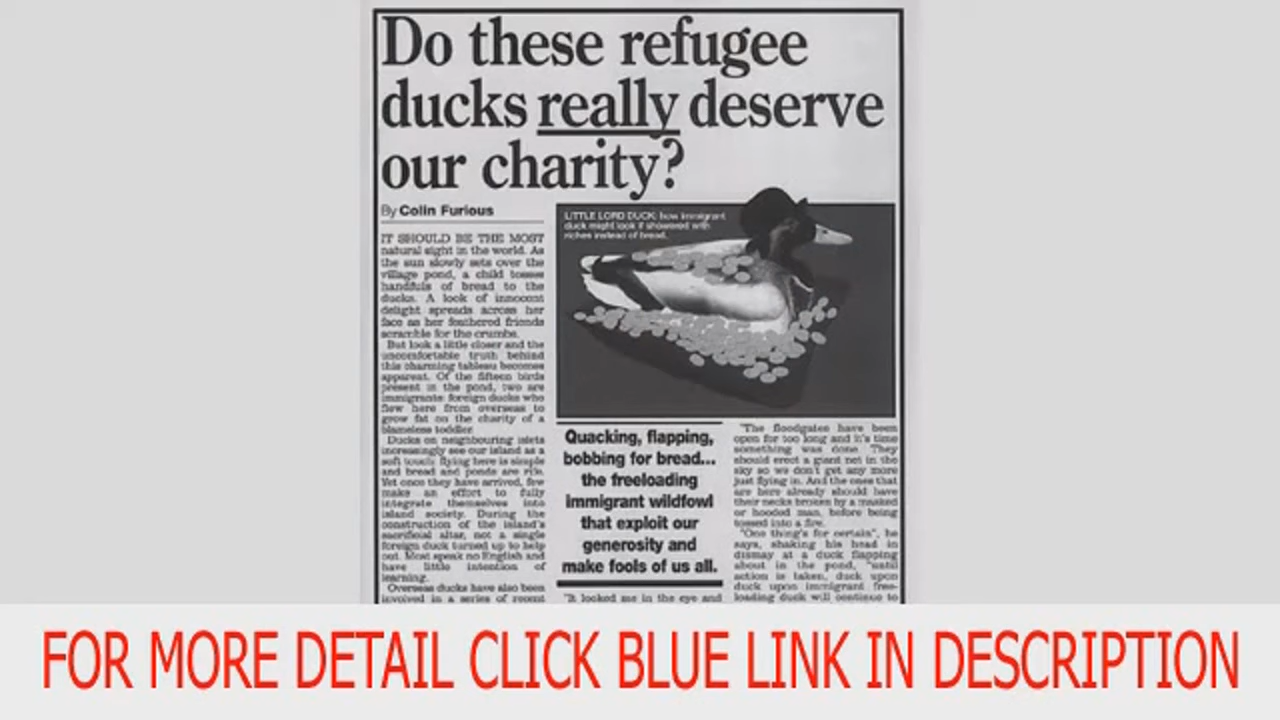 Do these refugee
ducks really deserve
our charity?
By Colin Furious
LITTLE LORD DUCK: how immigrant
duck might look if showered with
riches instead of bread.
IT SHOULD BE THE MOST
natural sight in the world. As
the sun slowly sets over the
village pond, a child tosses
handfuls of bread to the
ducks. A look of innocent
delight spreads across her
face as her feathered friends
scramble for the crumbs.
But look a little closer and the
uncomfortable truth behind
this charming tableau becomes
apparent. Of the fifteen birds
present in the pond, two are
immigrants: foreign ducks who
flew here from overseas to
grow fat on the charity of a
blameless toddler.
Ducks on neighbouring islets
increasingly see our island as a
soft touch: flying here is simple
and bread and ponds are rife.
Yet once they have arrived, few
make an effort to fully
integrate themselves into
island society. During the
construction of the island's
sacrificial altar, not a single
foreign duck turned up to help
out. Most speak no English and
have little intention of
learning.
Overseas ducks have also been
involved in a series of recent
Quacking, flapping,
bobbing for bread...
the freeloading
immigrant wildfowl
that exploit our
generosity and
make fools of us all.
"It looked me in the eye and
"The floodgates have been
open for too long and it's time
something was done. They
should erect a giant net in the
sky so we don't get any more
just flying in. And the ones that
are here already should have
their necks broken by a masked
or hooded man, before being
tossed into a fire.
"One thing's for certain", he
says, shaking his head in
dismay at a duck flapping
about in the pond, "until
action is taken, duck upon
duck upon immigrant free-
loading duck will continue to
FOR MORE DETAIL CLICK BLUE LINK IN DESCRIPTION